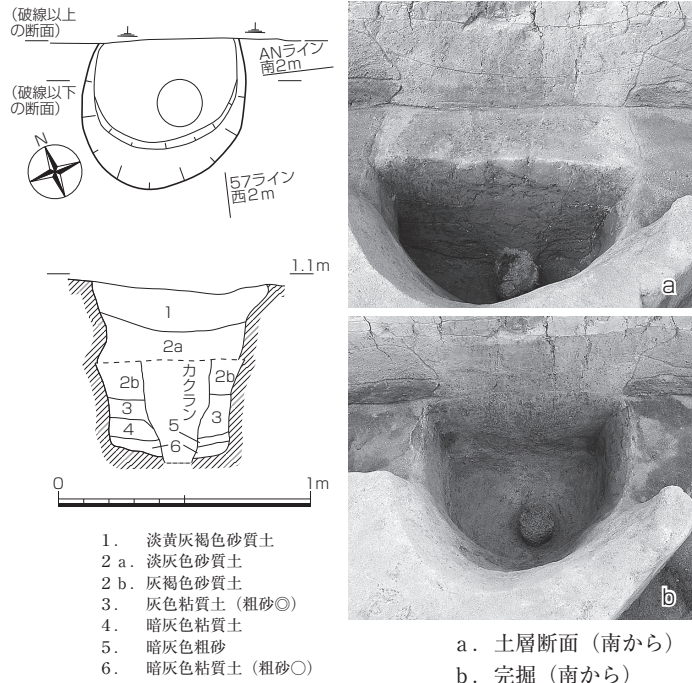 (破線以上
の断面)
ANライン
南2m
(破線以下
の断面)
N
57ライン
西2m
1.1m
1
2a
2b
カクラン
2b
3
3
4
5
6
0
1m
1. 淡黄灰褐色砂質土
2a. 淡灰色砂質土
2b. 灰褐色砂質土
3. 灰色粘質土（粗砂◎）
4. 暗灰色粘質土
5. 暗灰色粗砂
6. 暗灰色粘質土（粗砂○）
a
b
a. 土層断面（南から）
b. 完掘（南から）